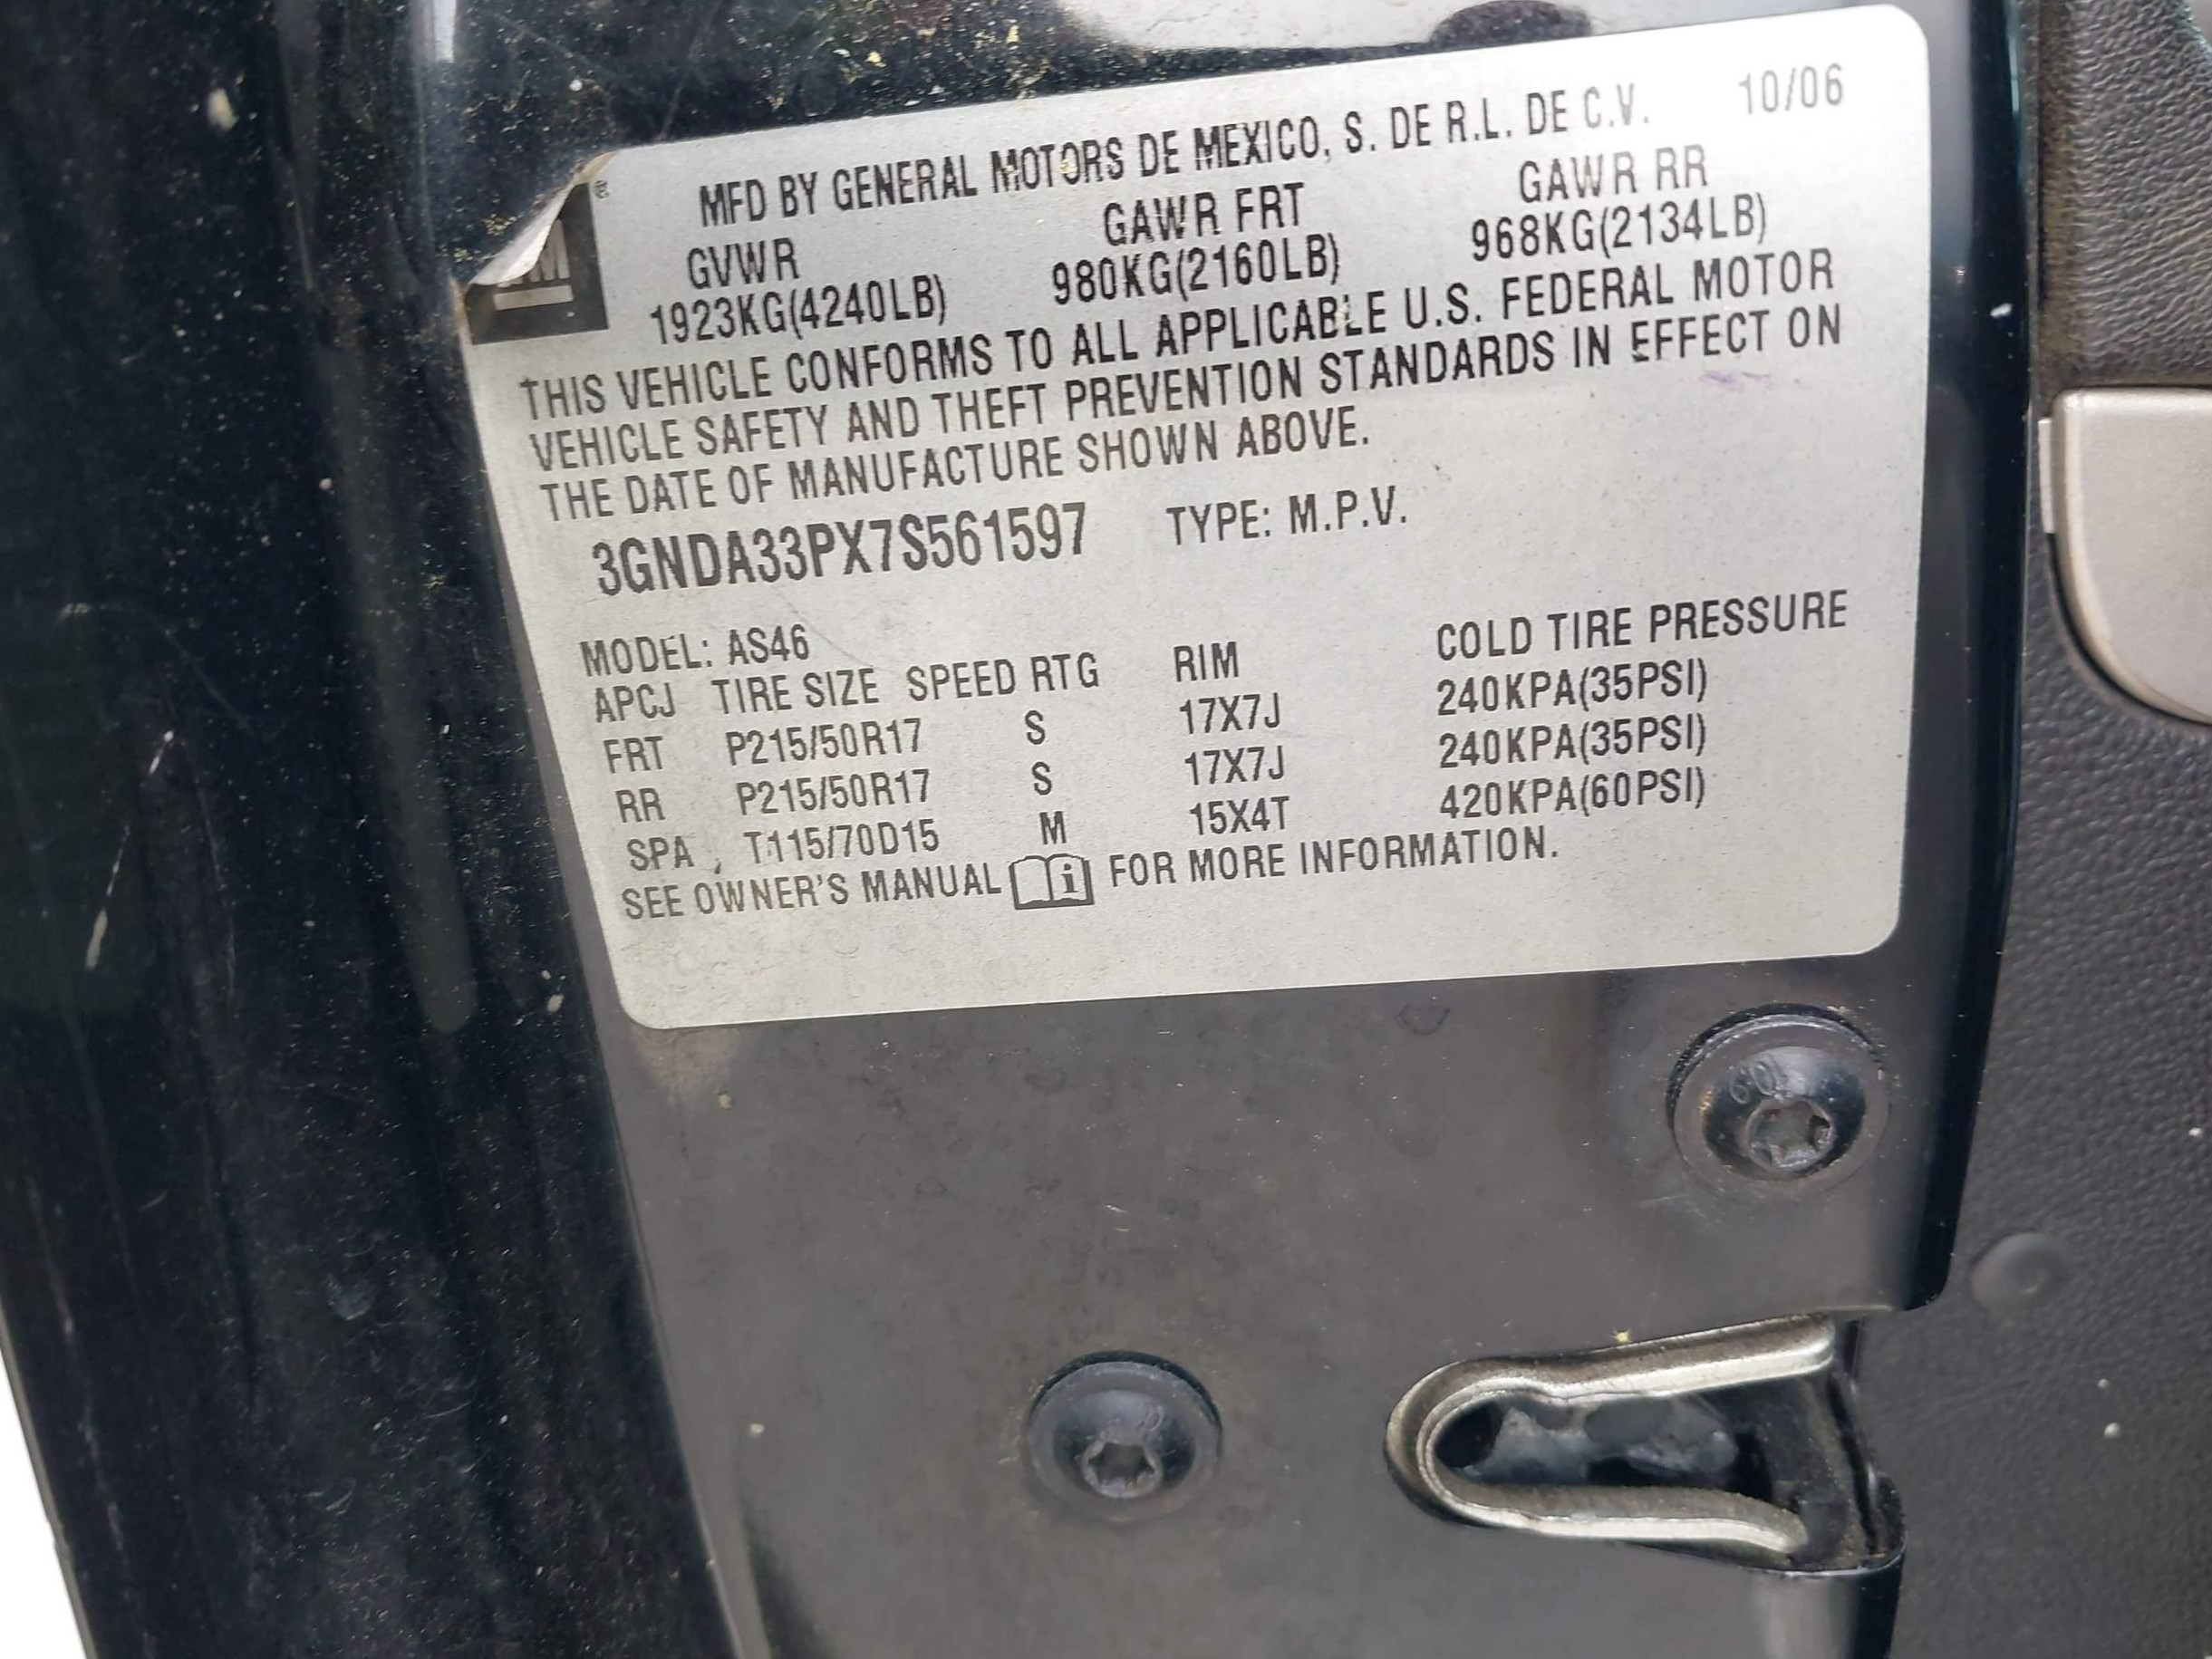 MFD BY GENERAL MOTORS DE MEXICO, S. DE R.L. DE C.V. 10/06
GVWR GAWR FRT GAWR RR
1923KG(4240LB) 980KG(2160LB) 968KG(2134LB)
THIS VEHICLE CONFORMS TO ALL APPLICABLE U.S. FEDERAL MOTOR
VEHICLE SAFETY AND THEFT PREVENTION STANDARDS IN EFFECT ON
THE DATE OF MANUFACTURE SHOWN ABOVE.
3GNDA33PX7S561597 TYPE: M.P.V.
MODEL: AS46
APCJ TIRE SIZE SPEED RTG RIM COLD TIRE PRESSURE
FRT P215/50R17 S 17X7J 240KPA(35PSI)
RR P215/50R17 S 17X7J 240KPA(35PSI)
SPA T115/70D15 M 15X4T 420KPA(60PSI)
SEE OWNER'S MANUAL FOR MORE INFORMATION.